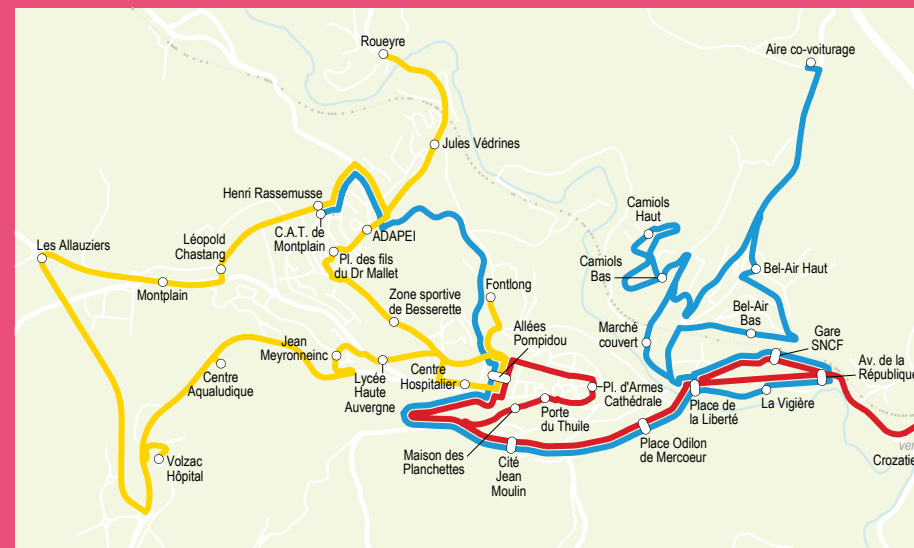 Roueyre
Aire co-voiturage
Jules Védrines
Henri Rassemusse
C.A.T. de
Montplain
ADAPEI
Camiols
Haut
Les Allauziers
Léopold
Chastang
Pl. des fils
du Dr Mallet
Camiols
Bas
Bel-Air Haut
Montplain
Zone sportive
de Besserette
Fontlong
Bel-Air
Bas
Allées
Pompidou
Marché
couvert
Gare
SNCF
Jean
Meyronneinc
Centre
Aqualudique
Lycée
Haute
Auvergne
Centre
Hospitalier
Pl. d'Armes
Cathédrale
Av. de la
République
Place de
la Liberté
La Vigière
Porte
du Thuile
Maison des
Planchettes
Cité
Jean
Moulin
Place Odilon
de Mercoeur
Volzac
Hôpital